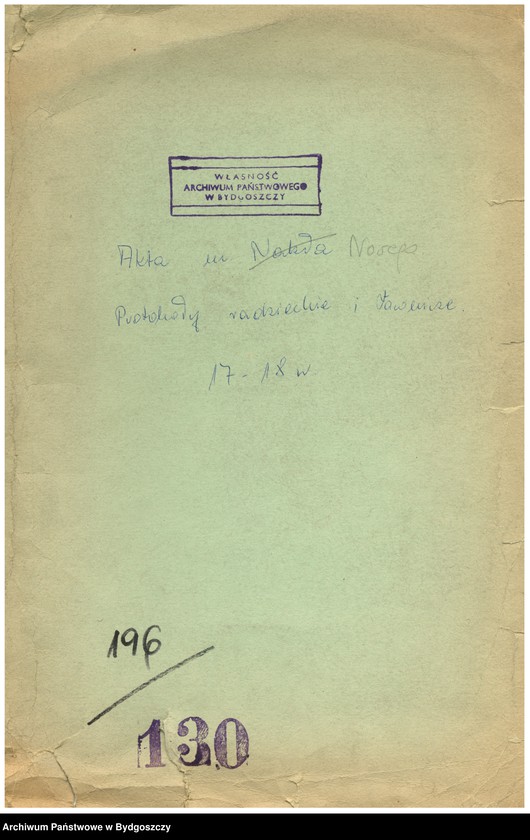 WŁASNOŚĆ
ARCHIWUM PAŃSTWOWEGO
W BYDGOSZCZY
Akta m Nakła Nowego
Protokoły radzieckie i ławnicze.
17-18 w
196
130
Archiwum Państwowe w Bydgoszczy